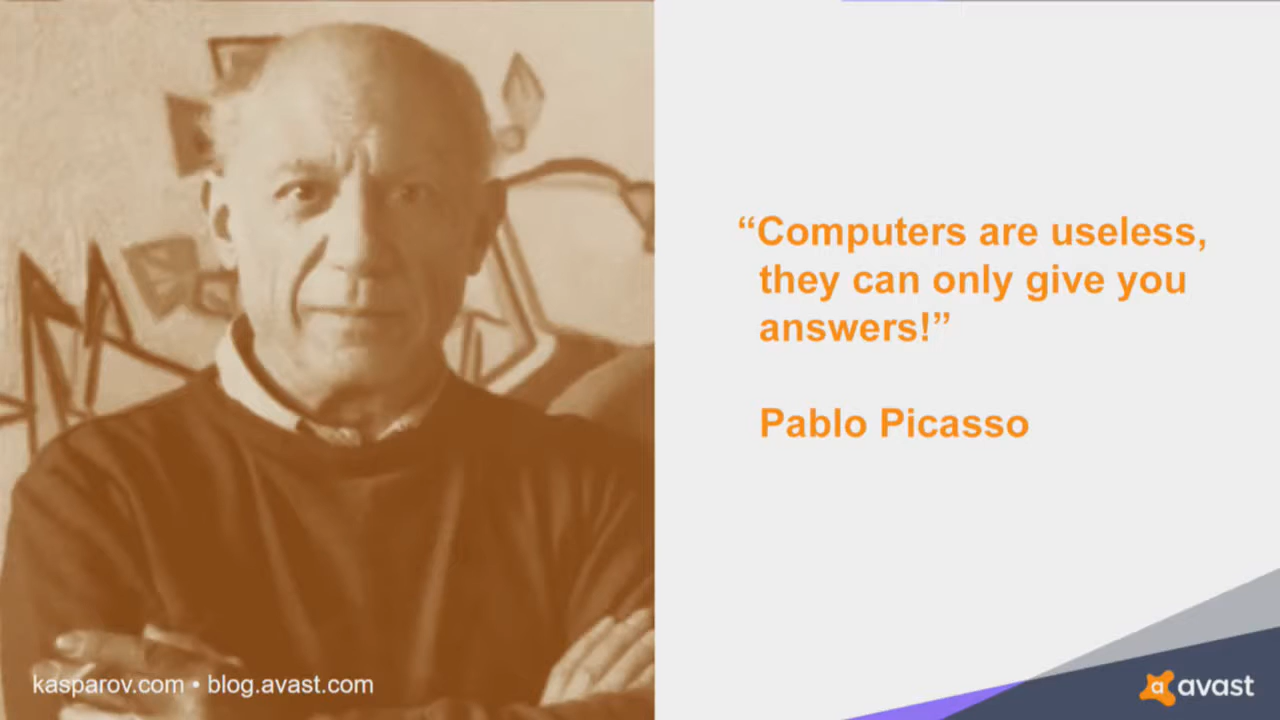 “Computers are useless,
they can only give you
answers!”
Pablo Picasso
kasparov.com • blog.avast.com
avast